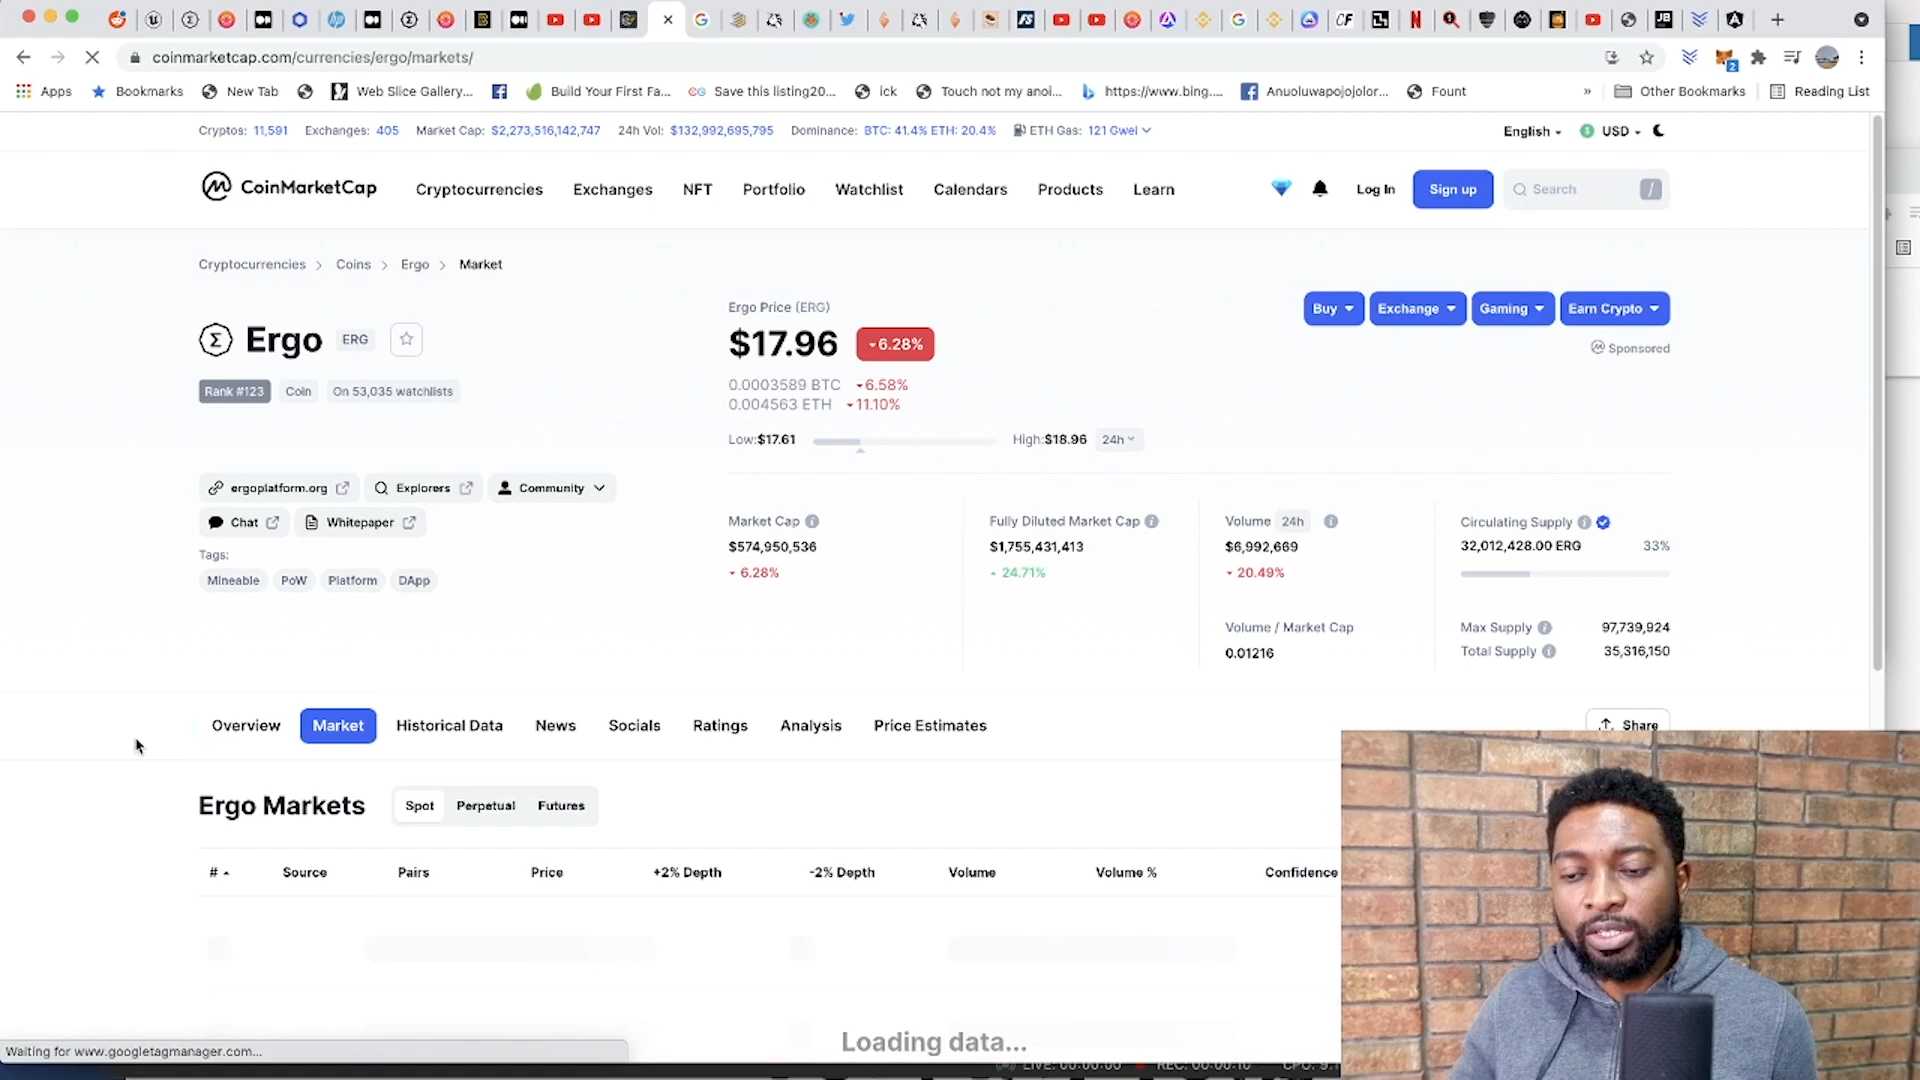 coinmarketcap.com/currencies/ergo/markets/
Apps Bookmarks New Tab Web Slice Gallery... Build Your First Fa... Save this listing20... ick Touch not my anoi... https://www.bing.... Anuoluwapojojolor... Fount » Other Bookmarks Reading List
Cryptos: 11,591 Exchanges: 405 Market Cap: $2,273,516,142,747 24h Vol: $132,992,695,795 Dominance: BTC: 41.4% ETH: 20.4% ETH Gas: 121 Gwei English USD
CoinMarketCap Cryptocurrencies Exchanges NFT Portfolio Watchlist Calendars Products Learn Log In Sign up Search /
Cryptocurrencies > Coins > Ergo > Market
Ergo Price (ERG)
Buy Exchange Gaming Earn Crypto
Ergo ERG
$17.96 6.28%
Sponsored
Rank #123 Coin On 53,035 watchlists
0.0003589 BTC 6.58%
0.004563 ETH 11.10%
Low:$17.61 High:$18.96 24h
ergoplatform.org Explorers Community
Chat Whitepaper
Tags:
Mineable PoW Platform DApp
Market Cap
$574,950,536
6.28%
Fully Diluted Market Cap
$1,755,431,413
24.71%
Volume 24h
$6,992,669
20.49%
Volume / Market Cap
0.01216
Circulating Supply
32,012,428.00 ERG 33%
Max Supply 97,739,924
Total Supply 35,316,150
Overview Market Historical Data News Socials Ratings Analysis Price Estimates Share
Ergo Markets Spot Perpetual Futures
# Source Pairs Price +2% Depth -2% Depth Volume Volume % Confidence
Loading data...
Waiting for www.googletagmanager.com...